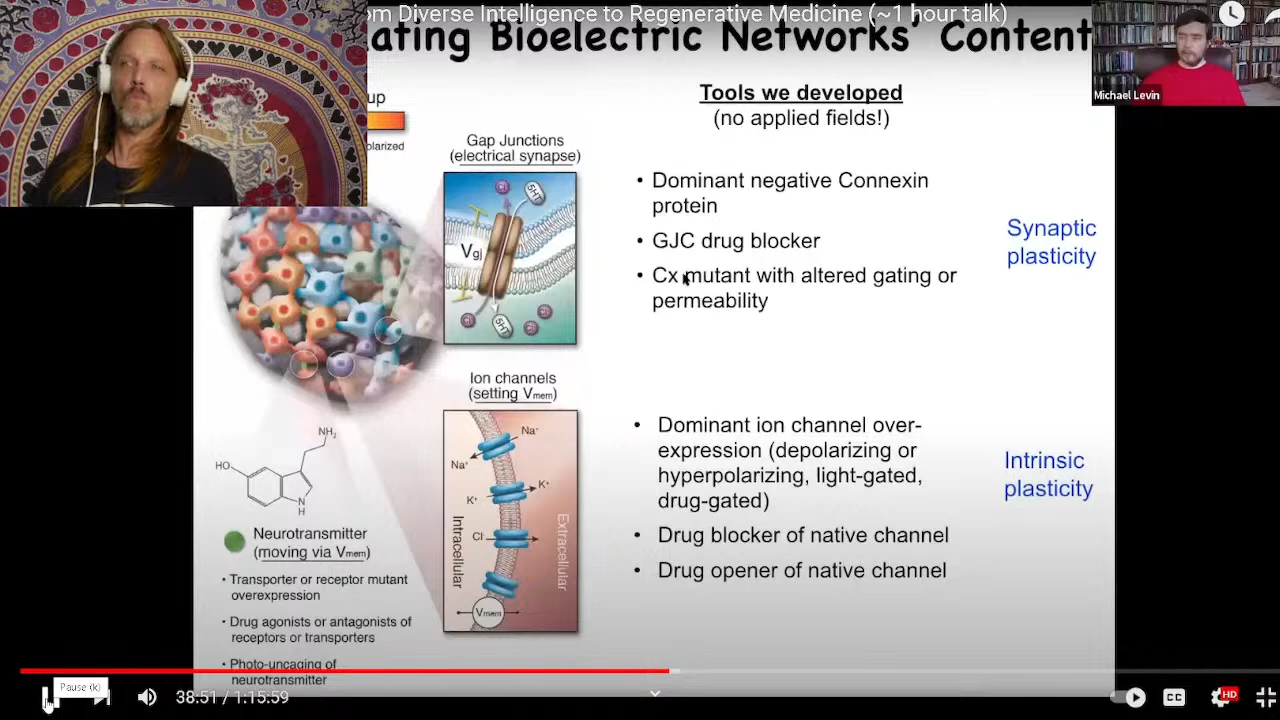 om Diverse Intelligence to Regenerative Medicine (~1 hour talk)
ating Bioelectric Networks' Content
Michael Levin
up
olarized
Tools we developed
(no applied fields!)
Gap Junctions
(electrical synapse)
5HT
Vgj
5HT
• Dominant negative Connexin
protein
• GJC drug blocker
• Cx mutant with altered gating or
permeability
Synaptic
plasticity
Ion channels
(setting Vmem)
Na+
Na+
K+
K+
Cl-
Intracellular
Extracellular
Vmem
• Dominant ion channel over-
expression (depolarizing or
hyperpolarizing, light-gated,
drug-gated)
• Drug blocker of native channel
• Drug opener of native channel
Intrinsic
plasticity
NH2
HO
N
H
Neurotransmitter
(moving via Vmem)
• Transporter or receptor mutant
overexpression
• Drug agonists or antagonists of
receptors or transporters
• Photo-uncaging of
neurotransmitter
Pause (k)
38:51 / 1:15:59
CC
HD